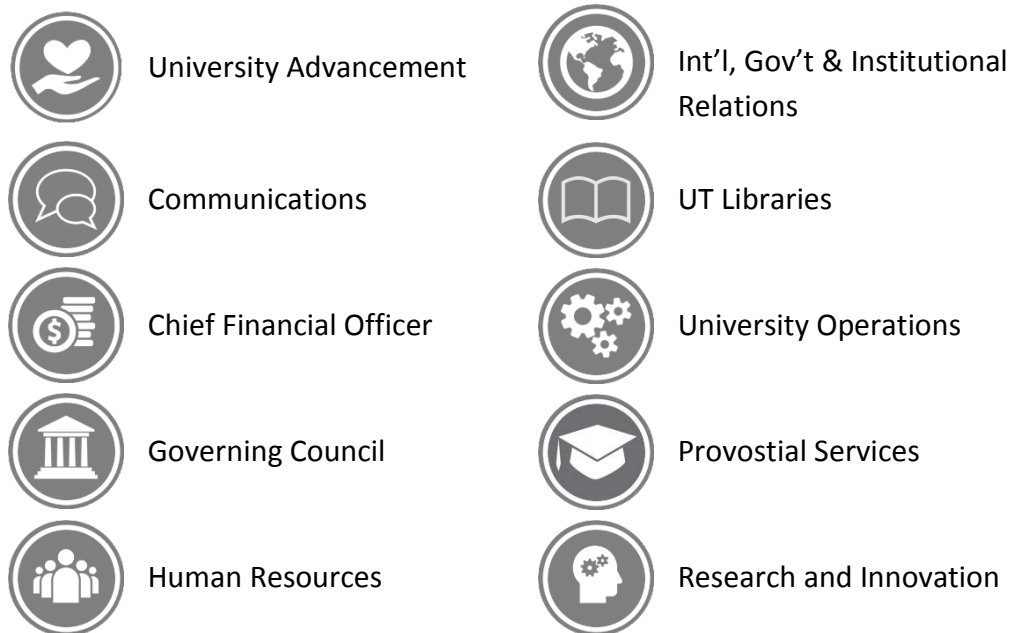 University Advancement
Int’l, Gov’t & Institutional
Relations
Communications
UT Libraries
$
Chief Financial Officer
University Operations
Governing Council
Provostial Services
Human Resources
Research and Innovation